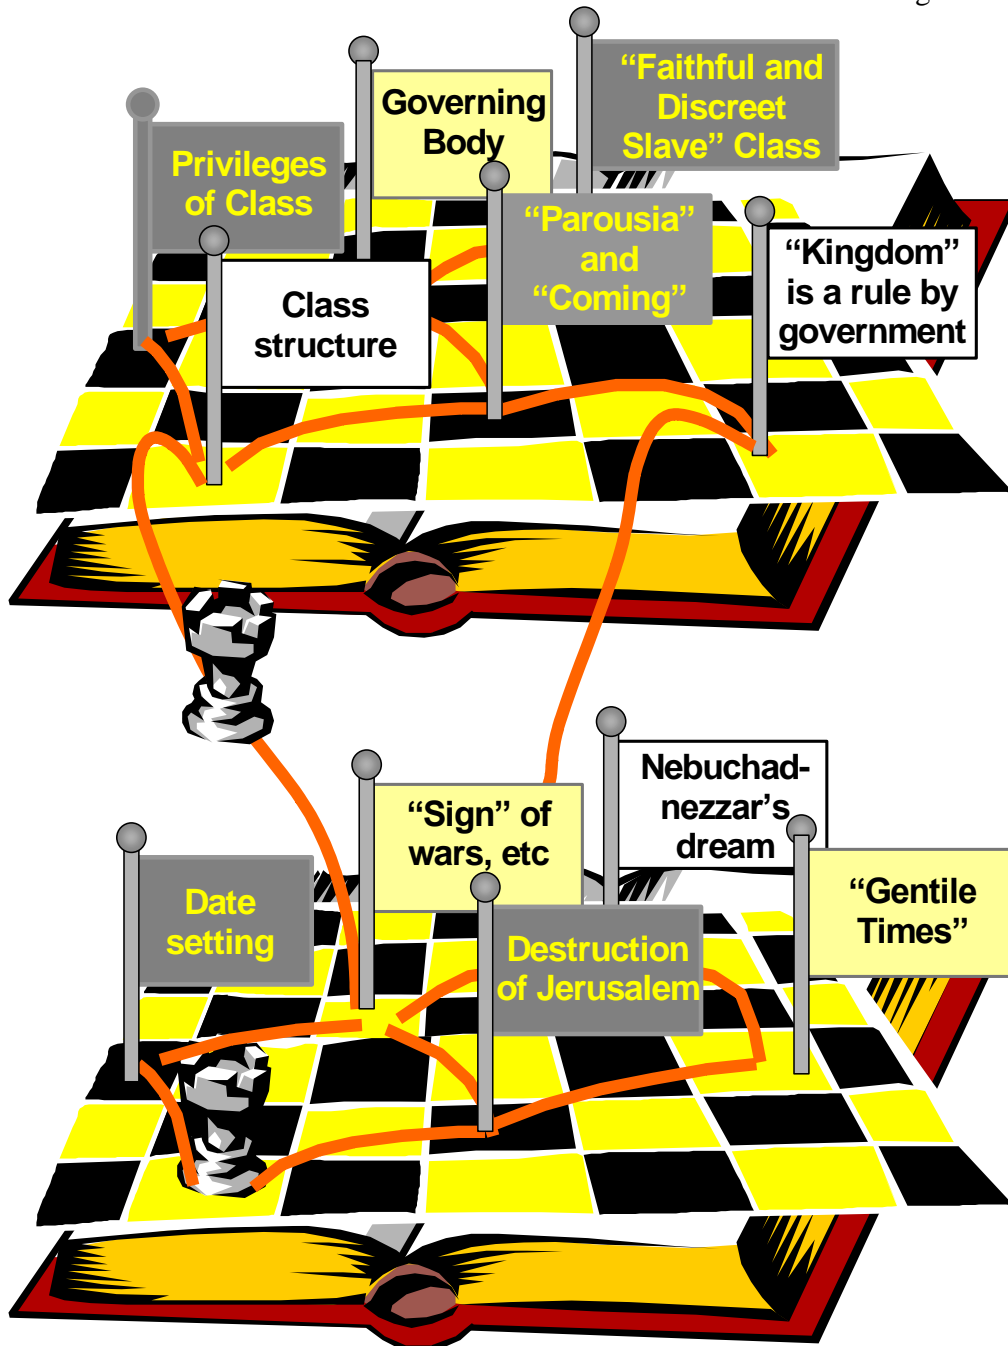 g
“Faithful and
Discreet
Slave” Class
Governing
Body
Privileges
of Class
“Parousia”
and
“Coming”
“Kingdom”
is a rule by
government
Class
structure
Nebuchad-
nezzar’s
dream
“Sign” of
wars, etc
“Gentile
Times”
Date
setting
Destruction
of Jerusalem